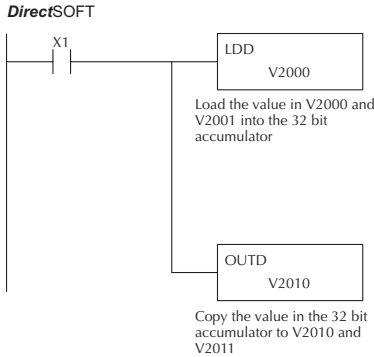 DirectSOFT
X1
LDD
V2000
Load the value in V2000 and
V2001 into the 32 bit
accumulator
OUTD
V2010
Copy the value in the 32 bit
accumulator to V2010 and
V2011